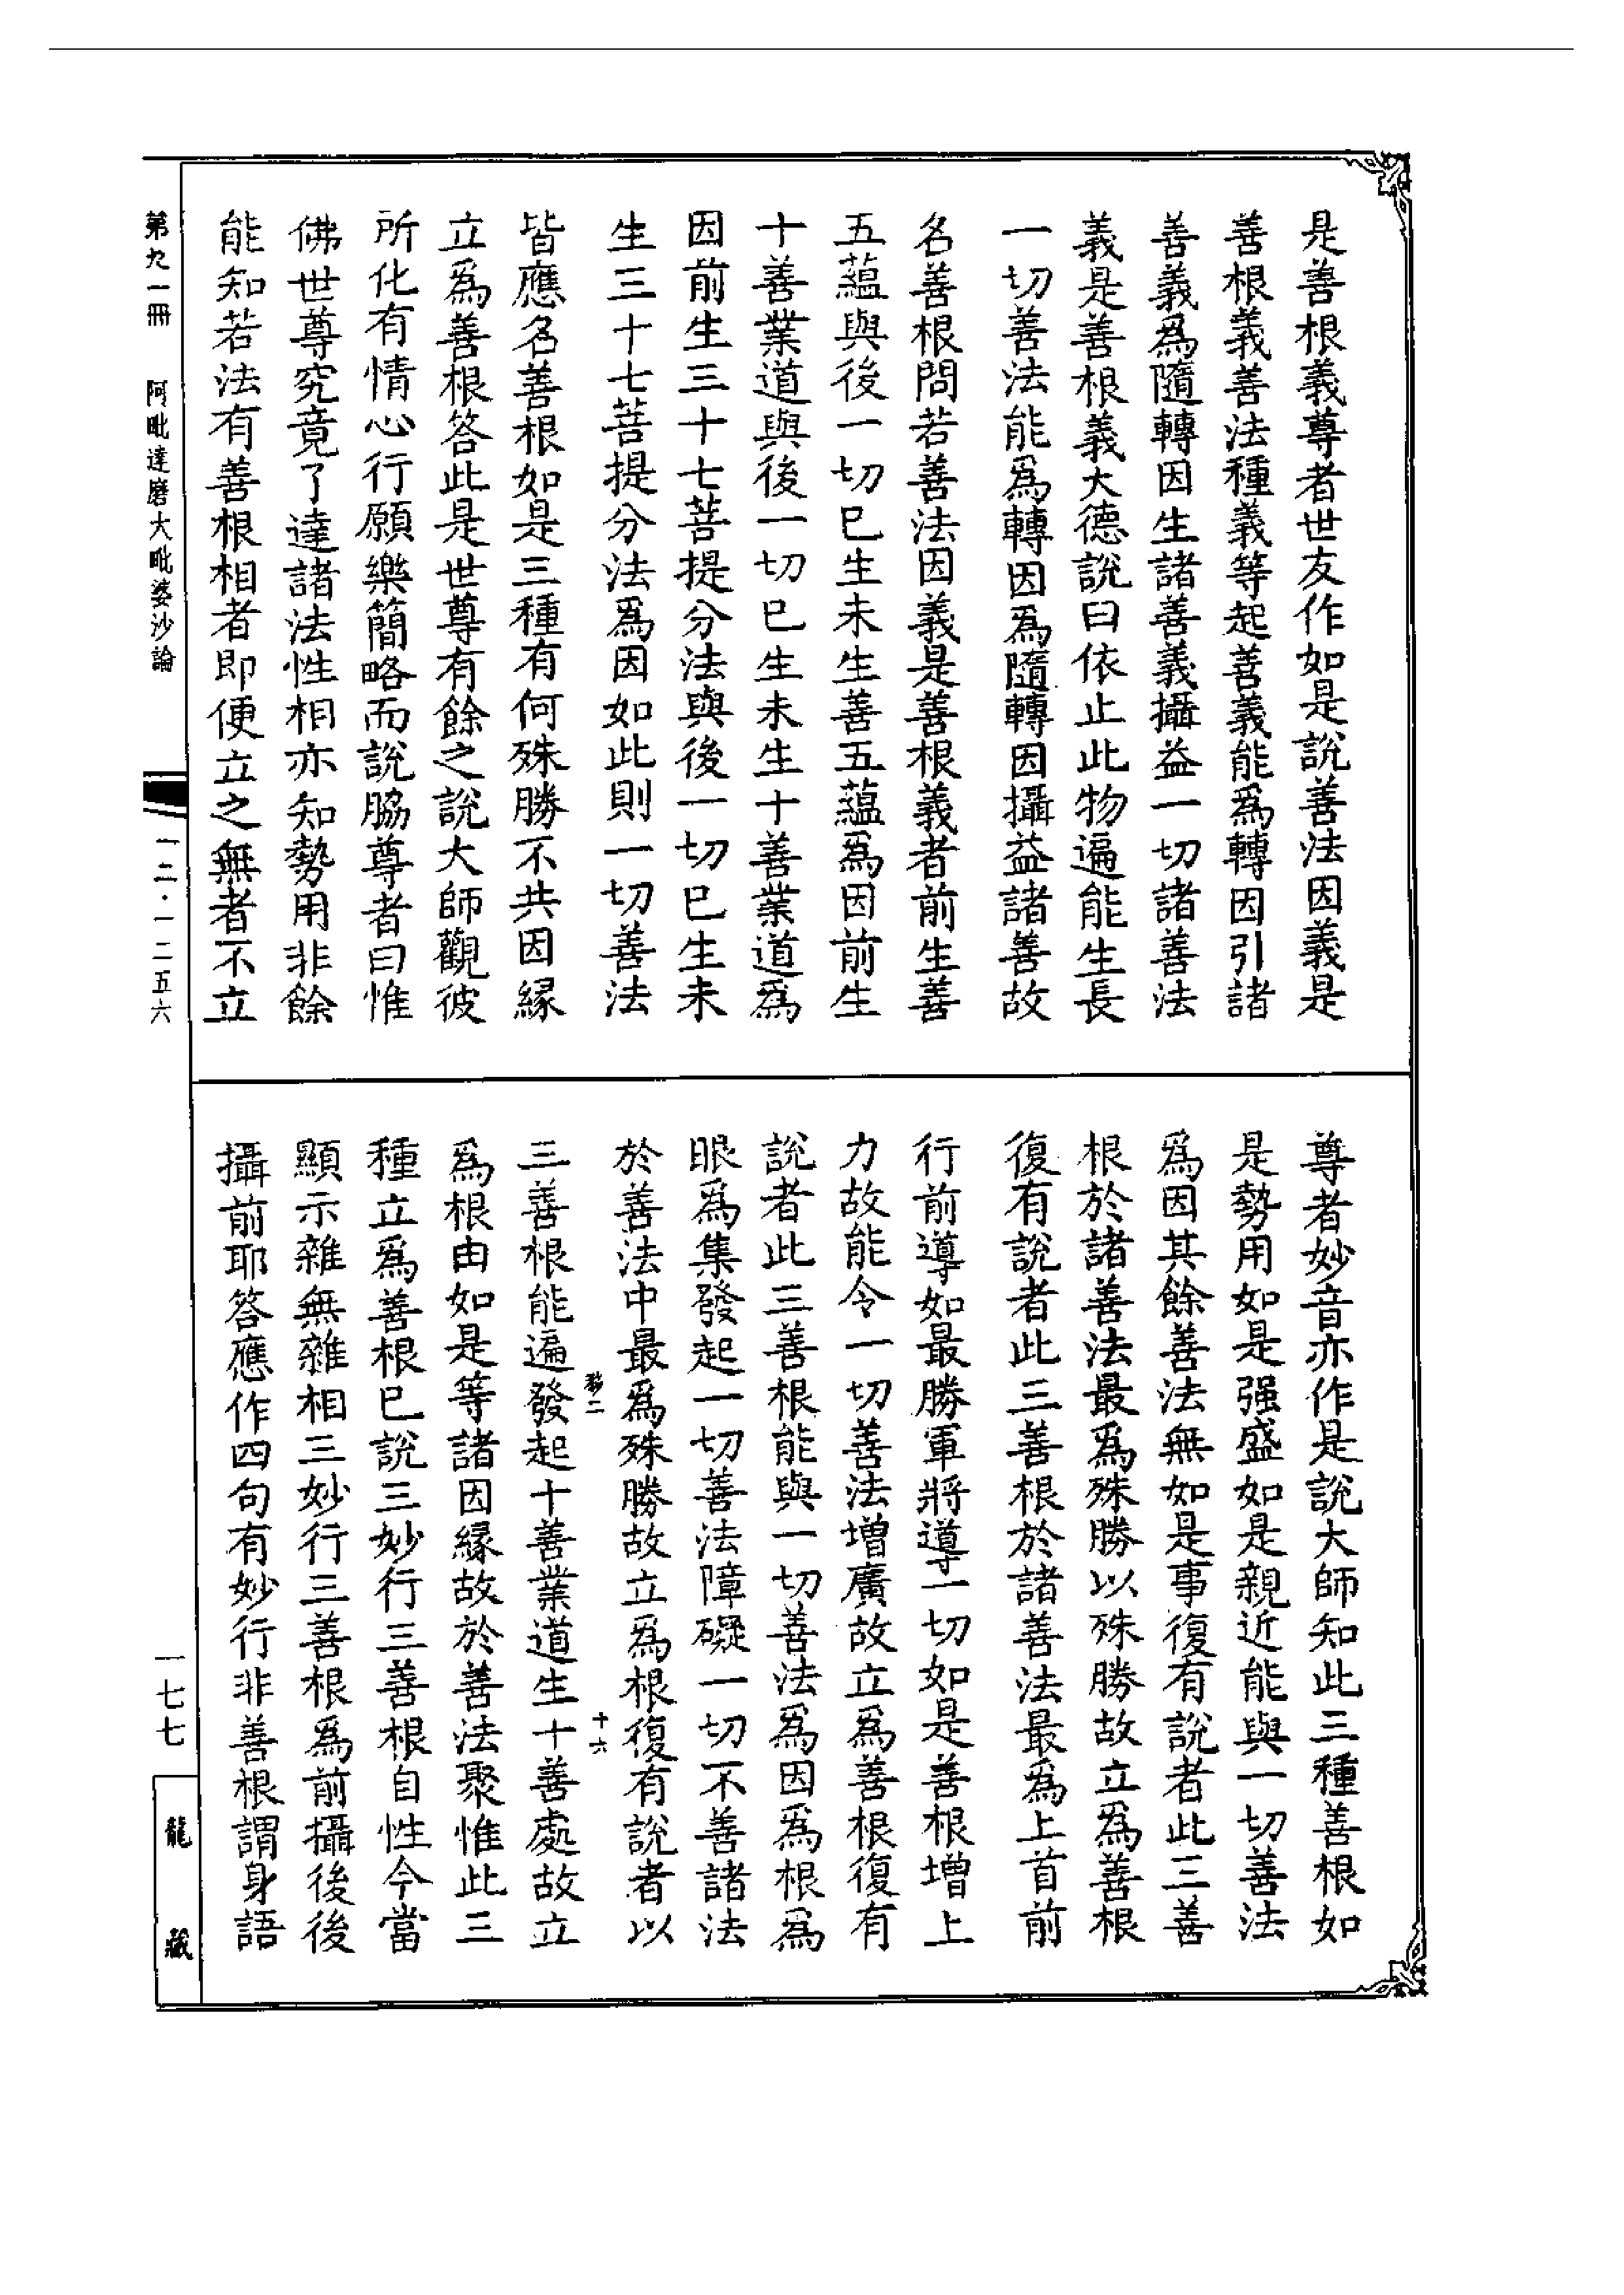 是善根義尊者世友作如是說善法因義是
善根義善法種義等起善義能爲轉因引諸
善義爲隨轉因生諸善義攝益一切諸善法
義是善根義大德說曰依止此物遍能生長
一切善法能爲轉因爲隨轉因攝益諸善故
名善根問若善法因義是善根義者前生善
五蘊與後一切已生未生善五蘊爲因前生
十善業道與後一切已生未生十善業道爲
因前生三十七菩提分法與後一切已生未
生三十七菩提分法爲因如此則一切善法
皆應名善根如是三種有何殊勝不共因緣
立爲善根答此是世尊有餘之說大師觀彼
所化有情心行願樂簡略而說脇尊者曰惟
佛世尊究竟了達諸法性相亦知勢用非餘
能知若法有善根相者即便立之無者不立
尊者妙音亦作是說大師知此三種善根如
是勢用如是强盛如是親近能與一切善法
爲因其餘善法無如是事復有說者此三善
根於諸善法最爲殊勝以殊勝故立爲善根
復有說者此三善根於諸善法最爲上首前
行前導如最勝軍將導一切如是善根增上
力故能令一切善法增廣故立爲善根復有
說者此三善根能與一切善法爲因爲根爲
眼爲集發起一切善法障礙一切不善諸法
於善法中最爲殊勝故立爲根復有說者以
十六
三善根能遍發起十善業道生十善處故立
爲根由如是等諸因緣故於善法聚惟此三
種立爲善根已說三妙行三善根自性今當
顯示雜無雜相三妙行三善根爲前攝後後
攝前耶答應作四句有妙行非善根謂身語
第九一冊 阿毗達磨大毗婆沙論
一二·一二五六
一七七
龍藏